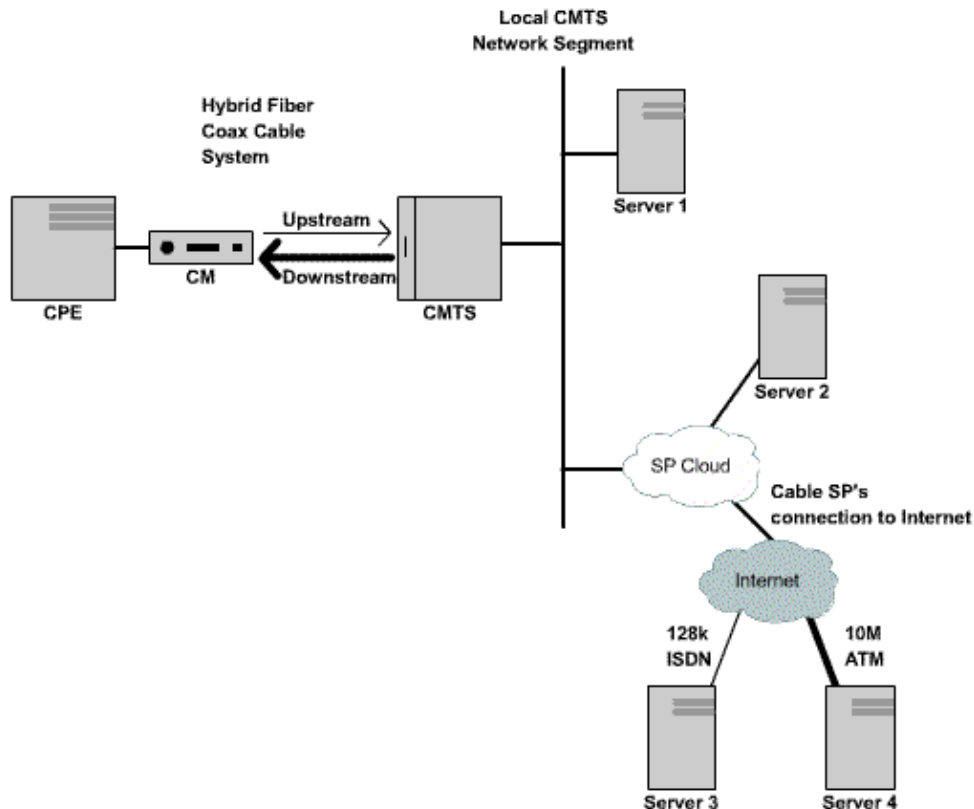 Local CMTS
Network Segment
Hybrid Fiber
Coax Cable
System
Server 1
Upstream
Downstream
CM
CPE
CMTS
Server 2
SP Cloud
Cable SP's
connection to Internet
Internet
128k
ISDN
10M
ATM
Server 3
Server 4